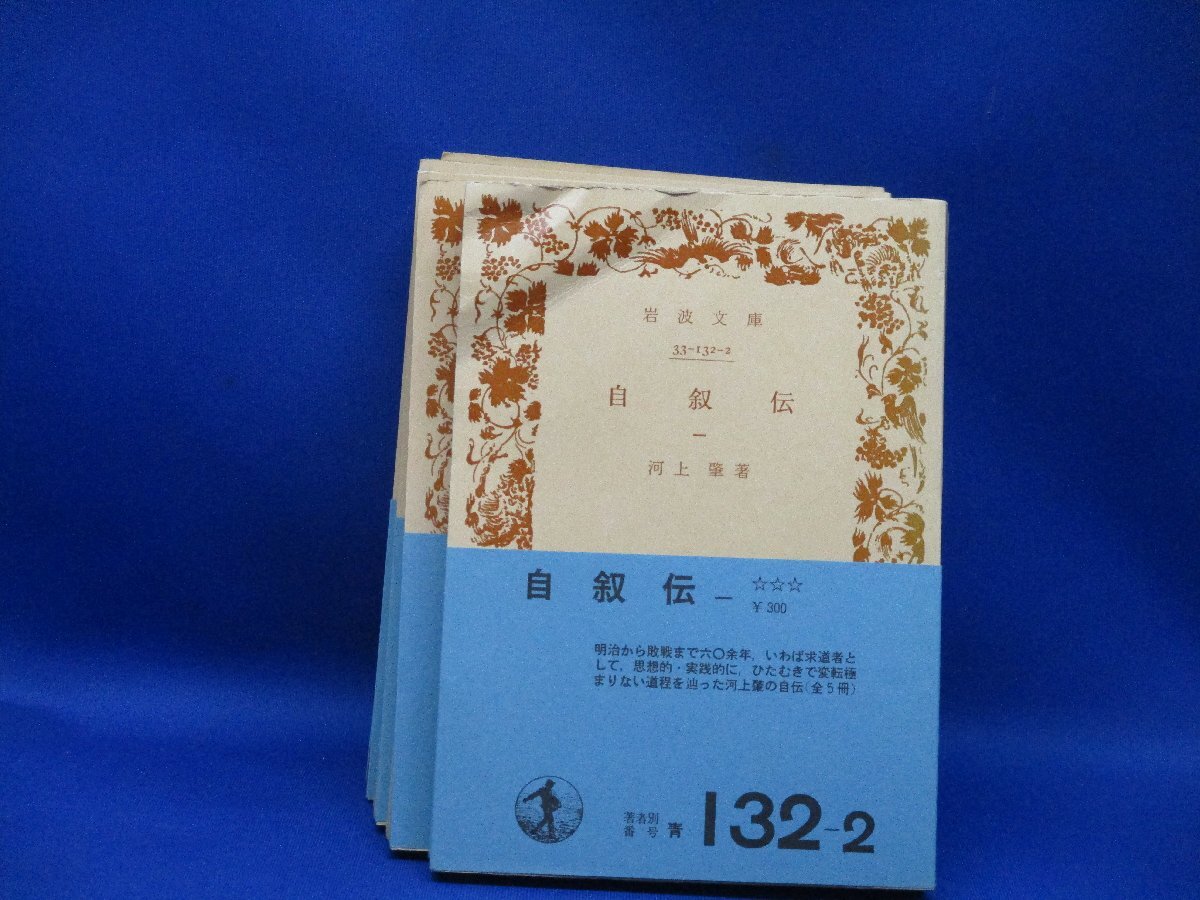 岩波文庫
33-132-2
自叙伝
一
河上肇著
自叙伝 一
☆☆☆
¥300
明治から敗戦まで六〇余年，いわば求道者と
して，思想的・実践的に，ひたむきで変転極
まりない道程を辿った河上肇の自伝（全5冊）
著者別
番号 青 132-2